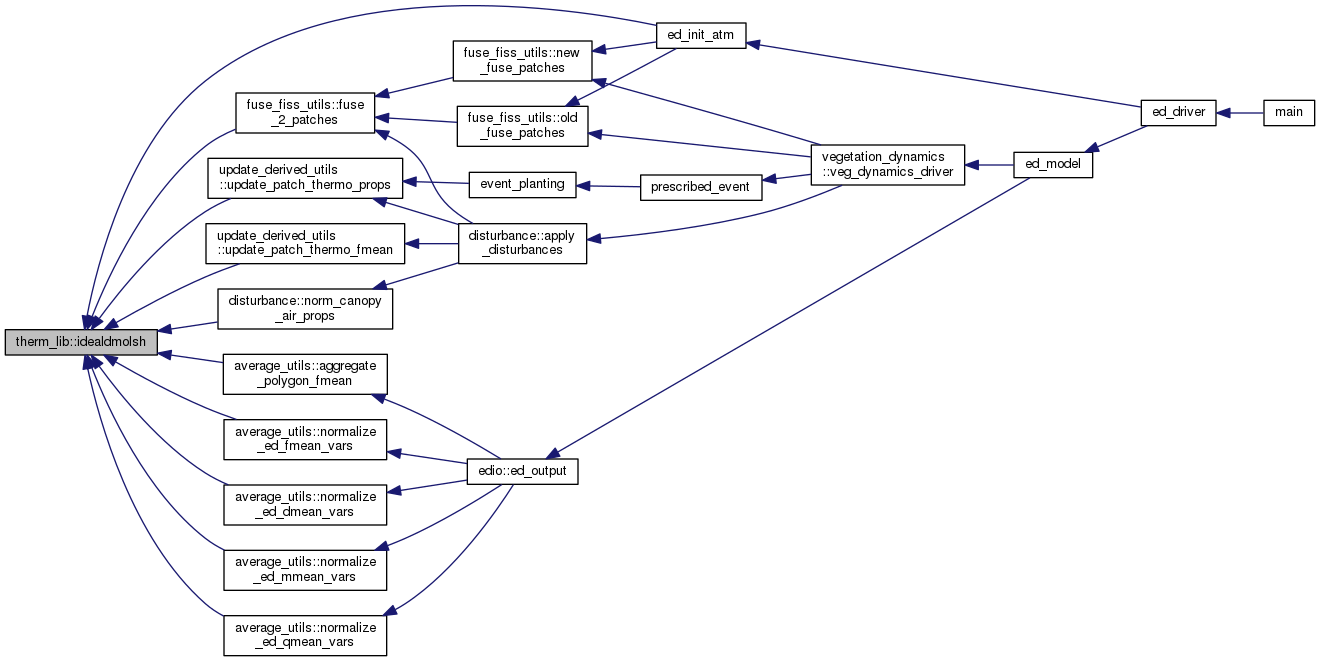 therm_lib::idealdmolsh
ed_init_atm
fuse_fiss_utils::fuse
_2_patches
fuse_fiss_utils::new
_fuse_patches
fuse_fiss_utils::old
_fuse_patches
update_derived_utils
::update_patch_thermo_props
event_planting
prescribed_event
update_derived_utils
::update_patch_thermo_fmean
disturbance::apply
_disturbances
disturbance::norm_canopy
_air_props
vegetation_dynamics
::veg_dynamics_driver
ed_model
ed_driver
main
average_utils::aggregate
_polygon_fmean
average_utils::normalize
_ed_fmean_vars
average_utils::normalize
_ed_dmean_vars
average_utils::normalize
_ed_mmean_vars
average_utils::normalize
_ed_qmean_vars
edio::ed_output